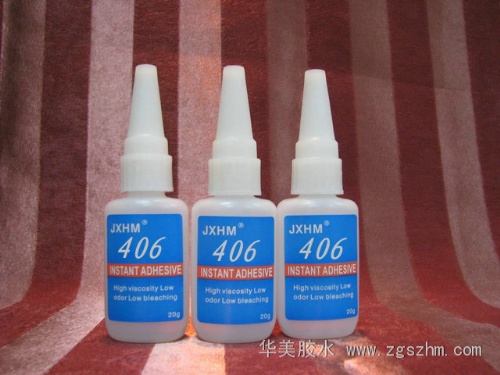 JXHM®
406
INSTANT ADHESIVE
High viscosity Low
odor Low bleaching
20g
JXHM®
406
INSTANT ADHESIVE
High viscosity Low
odor Low bleaching
20g
JXHM®
406
INSTANT ADHESIVE
High viscosity Low
odor Low bleaching
20g
华美胶水 www.zgszhm.com